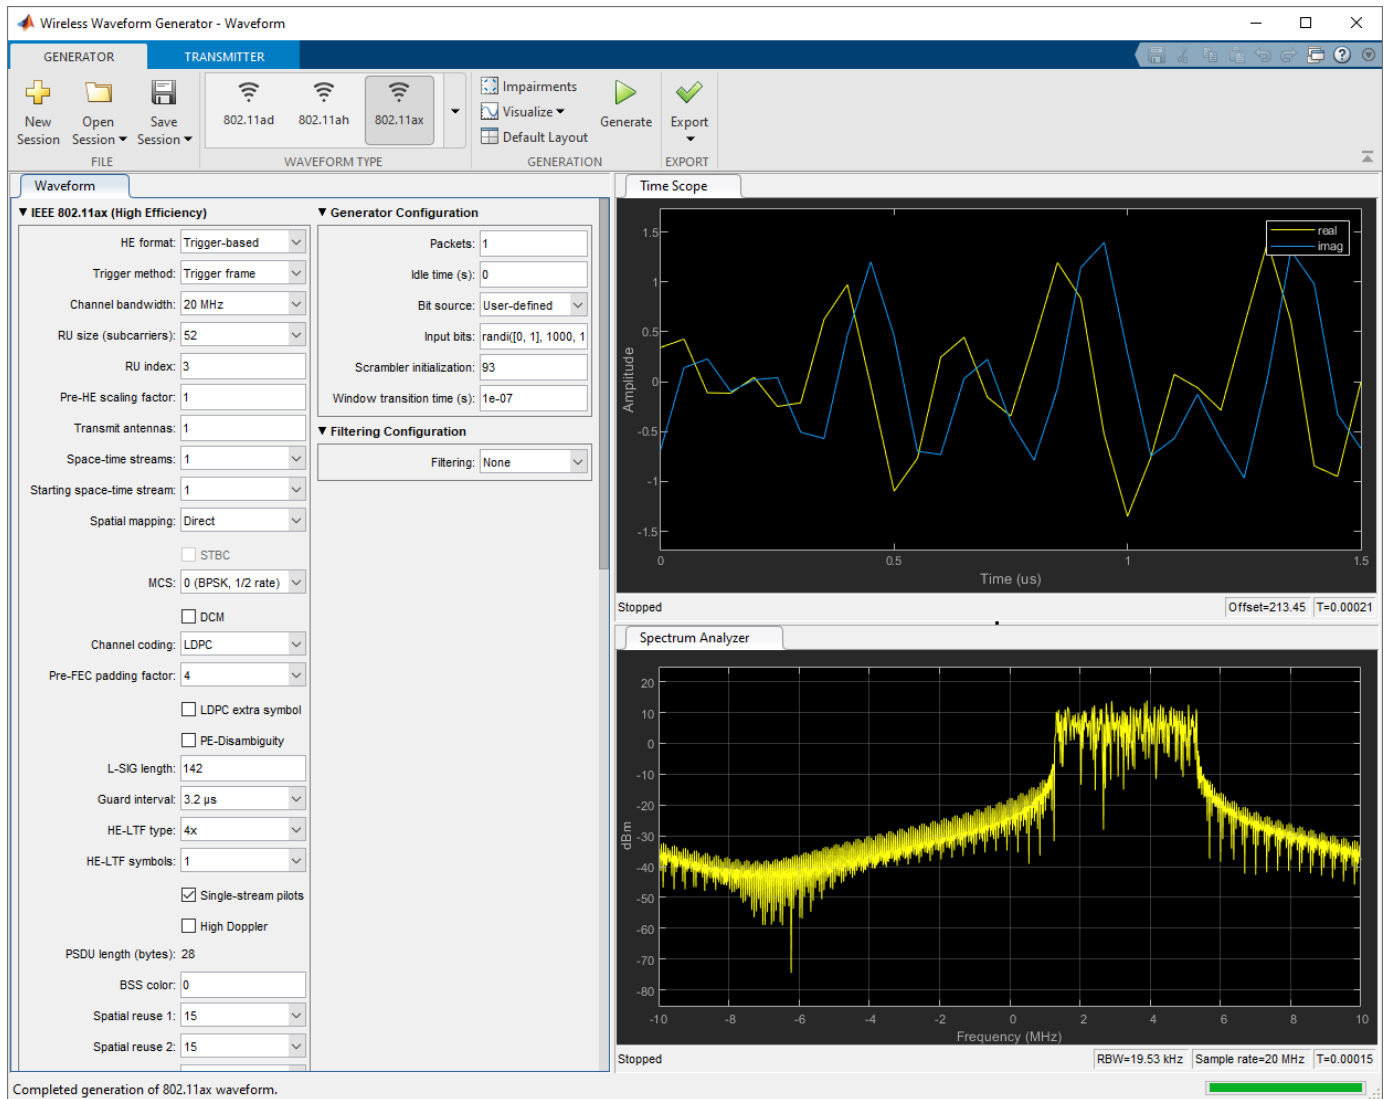 Wireless Waveform Generator - Waveform
GENERATOR
TRANSMITTER
New Session
Open Session
Save Session
FILE
802.11ad
802.11ah
802.11ax
WAVEFORM TYPE
Impairments
Visualize
Default Layout
Generate
GENERATION
Export
EXPORT
Waveform
IEEE 802.11ax (High Efficiency)
HE format: Trigger-based
Trigger method: Trigger frame
Channel bandwidth: 20 MHz
RU size (subcarriers): 52
RU index: 3
Pre-HE scaling factor: 1
Transmit antennas: 1
Space-time streams: 1
Starting space-time stream: 1
Spatial mapping: Direct
STBC
MCS: 0 (BPSK, 1/2 rate)
DCM
Channel coding: LDPC
Pre-FEC padding factor: 4
LDPC extra symbol
PE-Disambiguity
L-SIG length: 142
Guard interval: 3.2 µs
HE-LTF type: 4x
HE-LTF symbols: 1
Single-stream pilots
High Doppler
PSDU length (bytes): 28
BSS color: 0
Spatial reuse 1: 15
Spatial reuse 2: 15
Generator Configuration
Packets: 1
Idle time (s): 0
Bit source: User-defined
Input bits: randi([0, 1], 1000, 1
Scrambler initialization: 93
Window transition time (s): 1e-07
Filtering Configuration
Filtering: None
Time Scope
real
imag
1.5
1
0.5
0
-0.5
-1
-1.5
Amplitude
0 0.5 1 1.5
Time (us)
Stopped
Offset=213.45
T=0.00021
Spectrum Analyzer
20
10
0
-10
-20
-30
-40
-50
-60
-70
-80
dBm
-10 -8 -6 -4 -2 0 2 4 6 8 10
Frequency (MHz)
Stopped
RBW=19.53 kHz
Sample rate=20 MHz
T=0.00015
Completed generation of 802.11ax waveform.